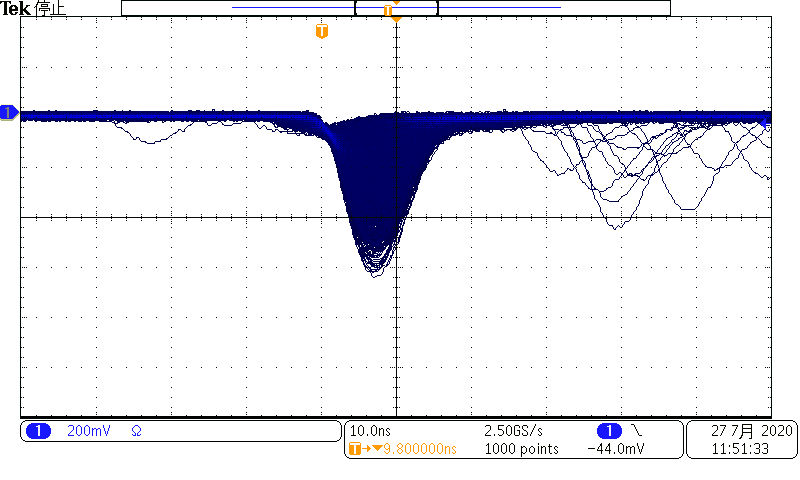 Tek 停止
T
T
1
1 200mV Ω
10.0ns 2.50GS/s 1
T→▼9.800000ns 1000 points −44.0mV
27 7月 2020
11:51:33